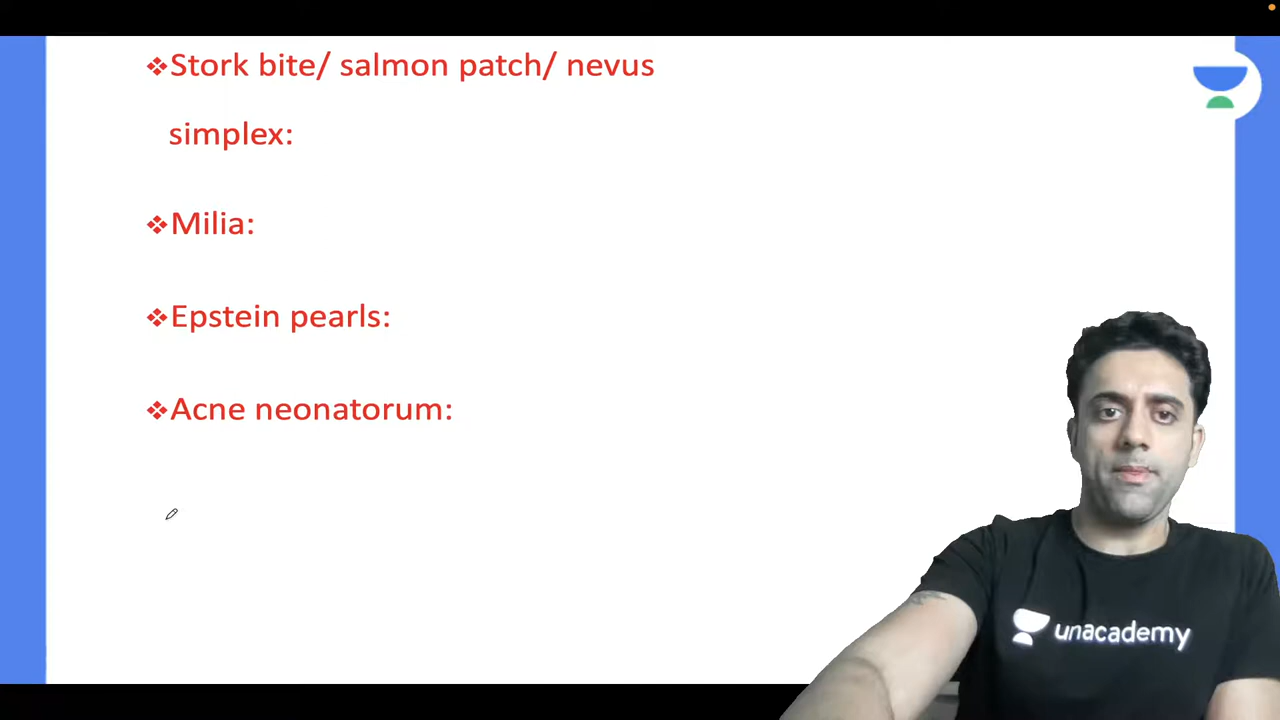 ❖Stork bite/ salmon patch/ nevus
simplex:
❖Milia:
❖Epstein pearls:
❖Acne neonatorum:
unacademy